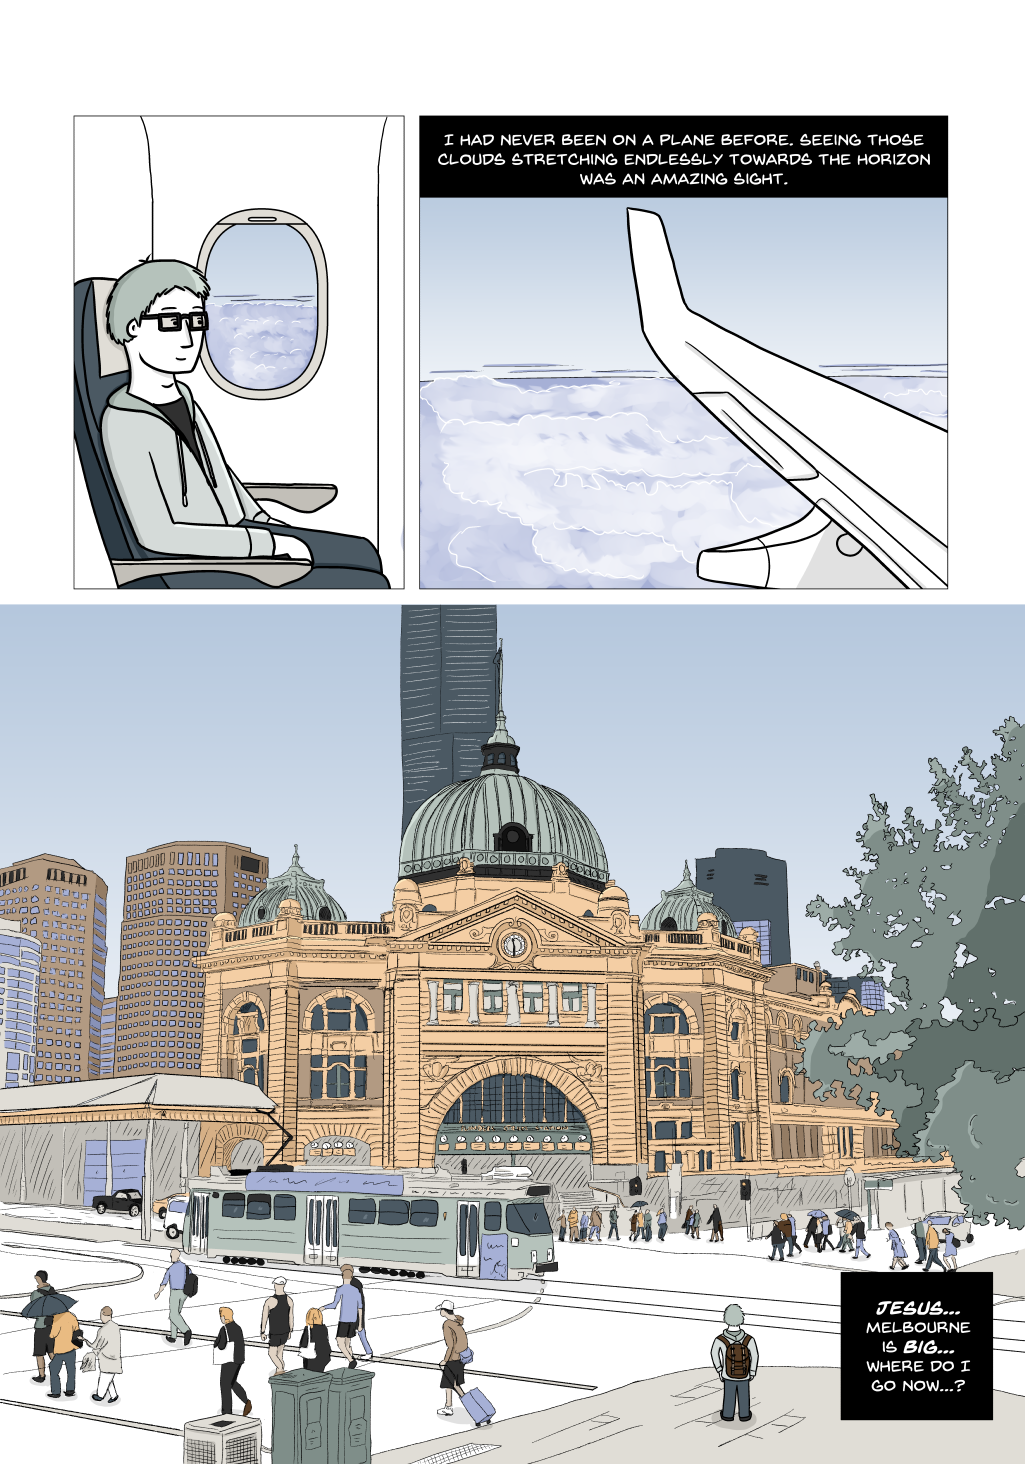 I HAD NEVER BEEN ON A PLANE BEFORE. SEEING THOSE
CLOUDS STRETCHING ENDLESSLY TOWARDS THE HORIZON
WAS AN AMAZING SIGHT.
JESUS...
MELBOURNE
IS BIG...
WHERE DO I
GO NOW...?